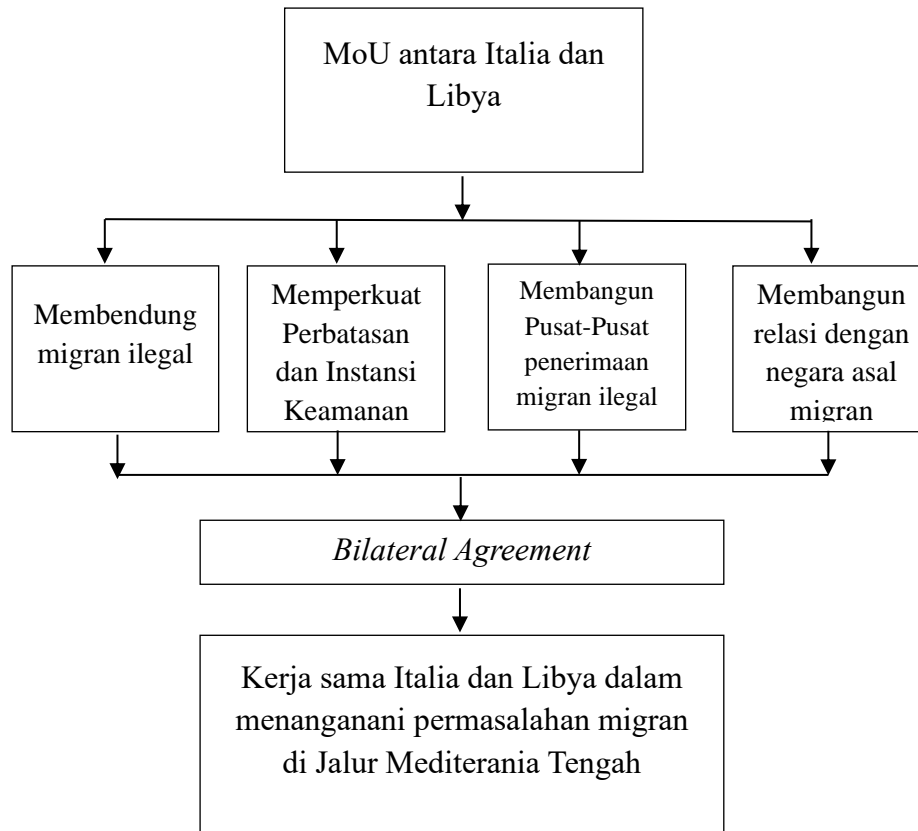 MoU antara Italia dan
Libya
Membendung
migran ilegal
Memperkuat
Perbatasan
dan Instansi
Keamanan
Membangun
Pusat-Pusat
penerimaan
migran ilegal
Membangun
relasi dengan
negara asal
migran
Bilateral Agreement
Kerja sama Italia dan Libya dalam
menanganani permasalahan migran
di Jalur Mediterania Tengah